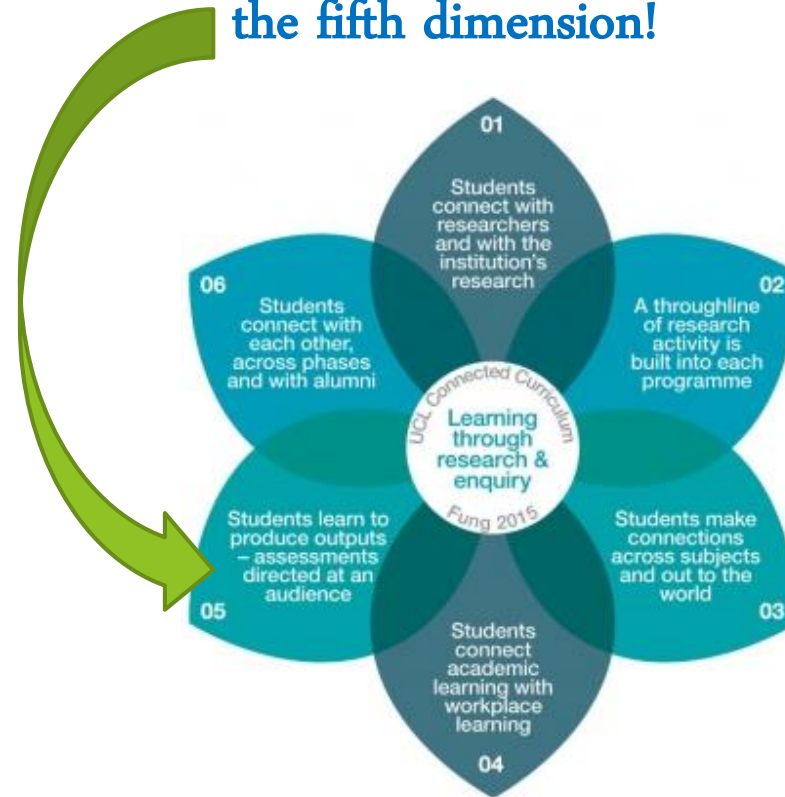 the fifth dimension!
01
Students
connect with
researchers
and with the
institution's
research
02
A throughline
of research
activity is
built into each
programme
Students make
connections
across subjects
and out to the
world
03
Students
connect
academic
learning with
workplace
learning
04
Students learn to
produce outputs
– assessments
directed at an
audience
05
06
Students
connect with
each other,
across phases
and with alumni
UCL Connected Curriculum
Learning
through
research &
enquiry
Fung 2015